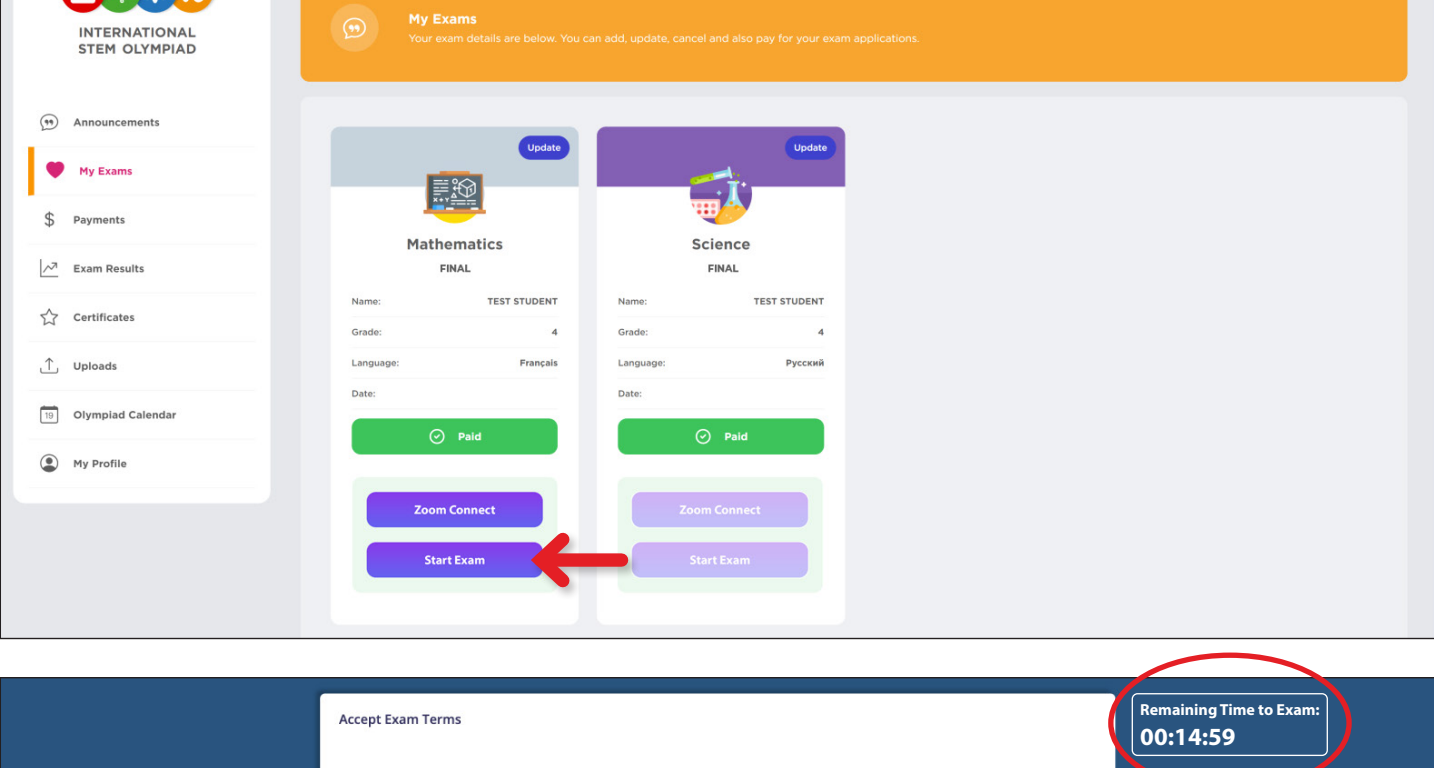 INTERNATIONAL
STEM OLYMPIAD
Announcements
My Exams
Payments
Exam Results
Certificates
Uploads
19
Olympiad Calendar
My Profile
My Exams
Your exam details are below. You can add, update, cancel and also pay for your exam applications.
Update
X+Y
Mathematics
FINAL
Name: TEST STUDENT
Grade: 4
Language: Français
Date:
Paid
Zoom Connect
Start Exam
Update
Science
FINAL
Name: TEST STUDENT
Grade: 4
Language: Русский
Date:
Paid
Zoom Connect
Start Exam
Accept Exam Terms
Remaining Time to Exam:
00:14:59